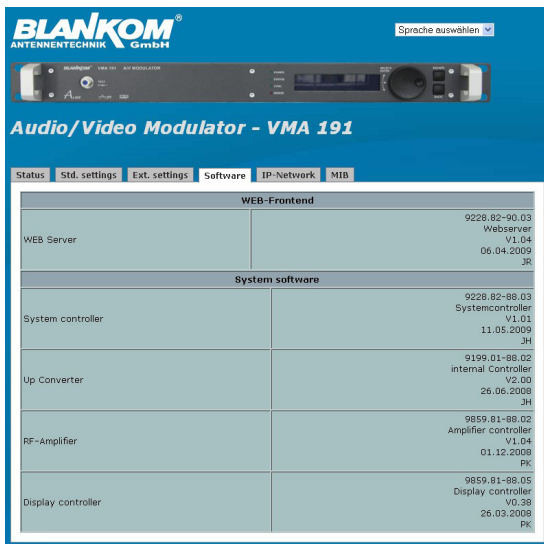 BLANKOM®
ANTENNENTECHNIK GmbH
Sprache auswählen
BLANKOM VMA 191 A/V MODULATOR
Audio/Video Modulator - VMA 191
Status Std. settings Ext. settings Software IP-Network MIB
WEB-Frontend
WEB Server
9228.82-90.03
Webserver
V1.04
06.04.2009
JR
System software
System controller
9228.82-88.03
Systemcontroller
V1.01
11.05.2009
JH
Up Converter
9199.01-88.02
internal Controller
V2.00
26.06.2008
JH
RF-Amplifier
9859.81-88.02
Amplifier controller
V1.04
01.12.2008
PK
Display controller
9859.81-88.05
Display controller
V0.38
26.03.2008
PK